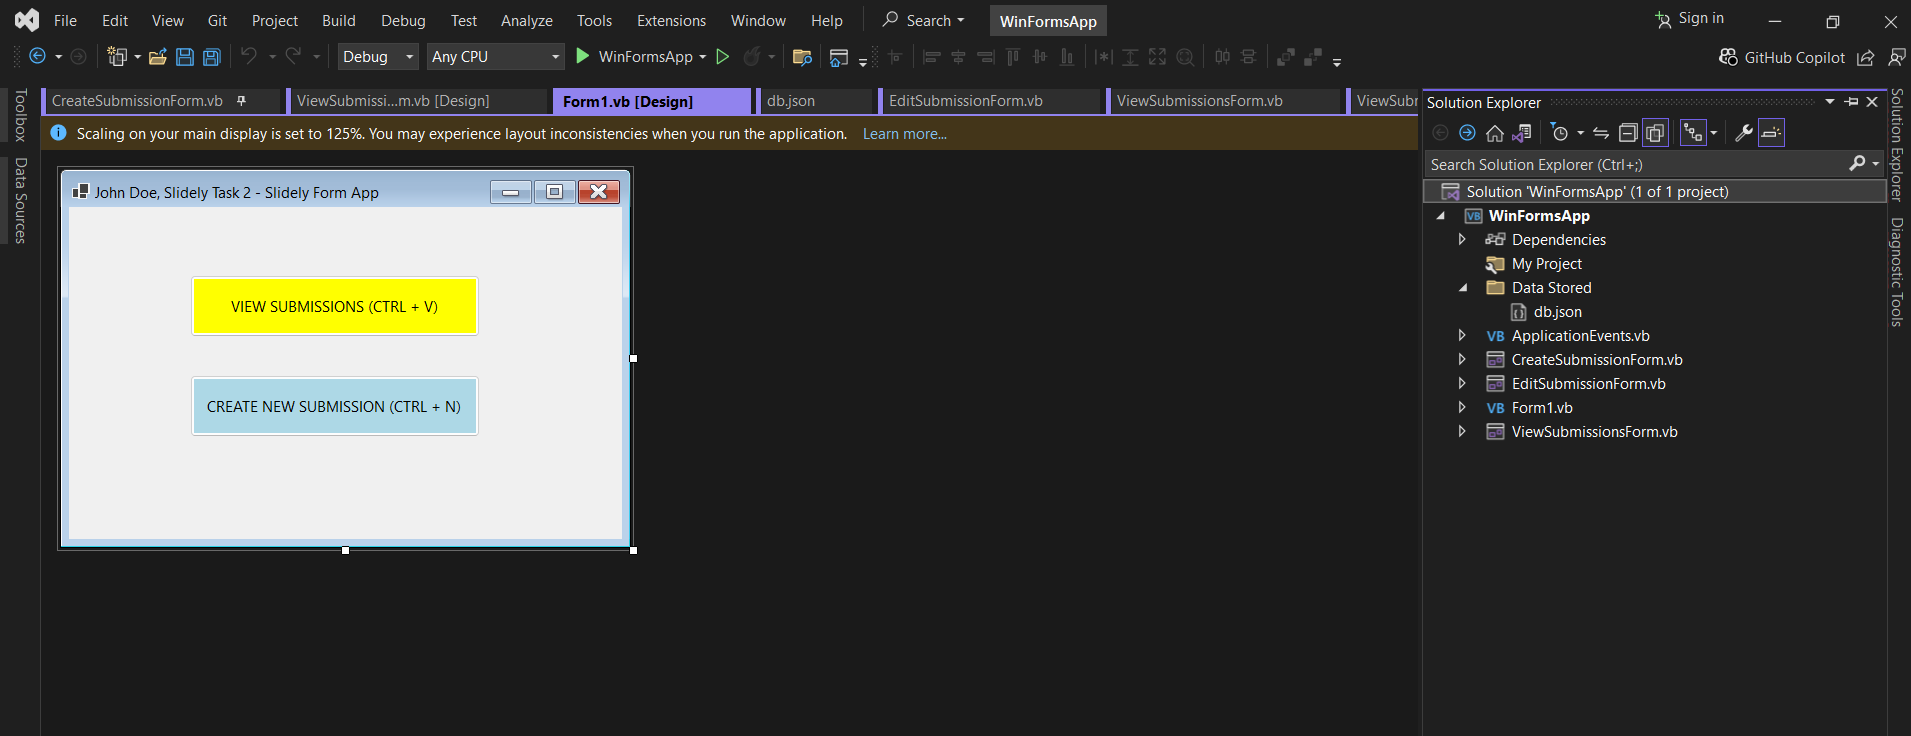 File Edit View Git Project Build Debug Test Analyze Tools Extensions Window Help Search WinFormsApp Sign in
Debug Any CPU WinFormsApp GitHub Copilot
CreateSubmissionForm.vb ViewSubmissi...m.vb [Design] Form1.vb [Design] db.json EditSubmissionForm.vb ViewSubmissionsForm.vb ViewSubm
Scaling on your main display is set to 125%. You may experience layout inconsistencies when you run the application. Learn more...
Toolbox
Data Sources
John Doe, Slidely Task 2 - Slidely Form App
VIEW SUBMISSIONS (CTRL + V)
CREATE NEW SUBMISSION (CTRL + N)
Solution Explorer
Search Solution Explorer (Ctrl+;)
Solution 'WinFormsApp' (1 of 1 project)
VB WinFormsApp
Dependencies
My Project
Data Stored
db.json
VB ApplicationEvents.vb
CreateSubmissionForm.vb
EditSubmissionForm.vb
VB Form1.vb
ViewSubmissionsForm.vb
Solution Explorer
Diagnostic Tools